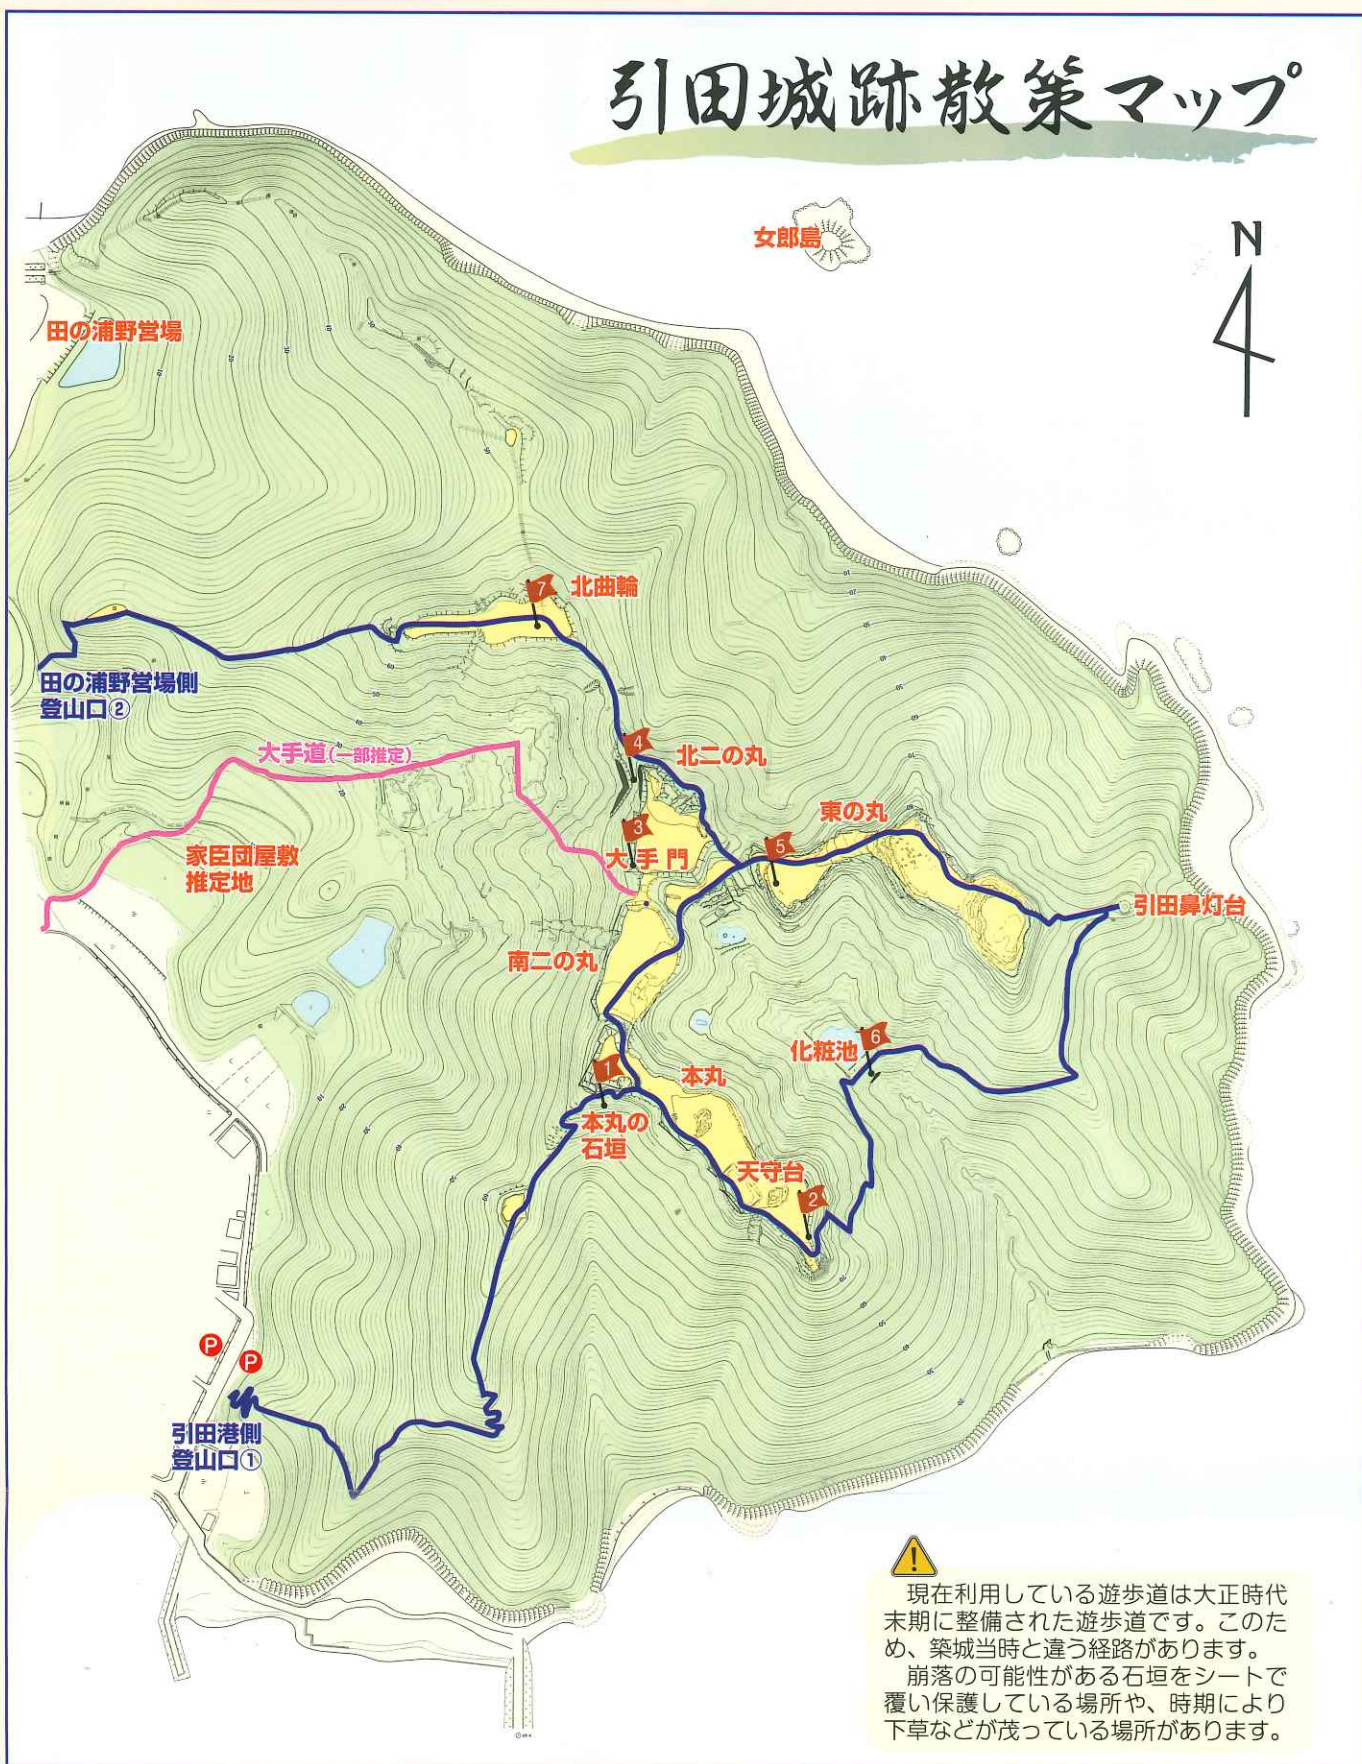 引田城跡散策マップ
女郎島
N
田の浦野営場
7
北曲輪
田の浦野営場側
登山口②
4
北二の丸
大手道(一部推定)
東の丸
3
大手門
5
家臣団屋敷
推定地
引田鼻灯台
南二の丸
6
化粧池
1
本丸
本丸の
石垣
天守台
2
P
P
引田港側
登山口①
!
現在利用している遊歩道は大正時代
末期に整備された遊歩道です。このた
め、築城当時と違う経路があります。
崩落の可能性がある石垣をシートで
覆い保護している場所や、時期により
下草などが茂っている場所があります。